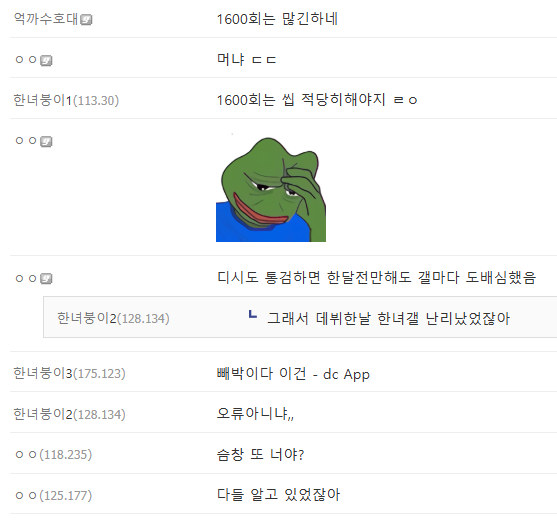 억까수호대 1600회는 많긴하네
ㅇㅇ 머냐 ㄷㄷ
한녀붕이1(113.30) 1600회는 씹 적당히해야지 ㄹㅇ
ㅇㅇ
ㅇㅇ 디시도 통검하면 한달전만해도 갤마다 도배심했음
한녀붕이2(128.134) ┗ 그래서 데뷔한날 한녀갤 난리났었잖아
한녀붕이3(175.123) 빼박이다 이건 - dc App
한녀붕이2(128.134) 오류아니냐,,
ㅇㅇ(118.235) 슴창 또 너야?
ㅇㅇ(125.177) 다들 알고 있었잖아